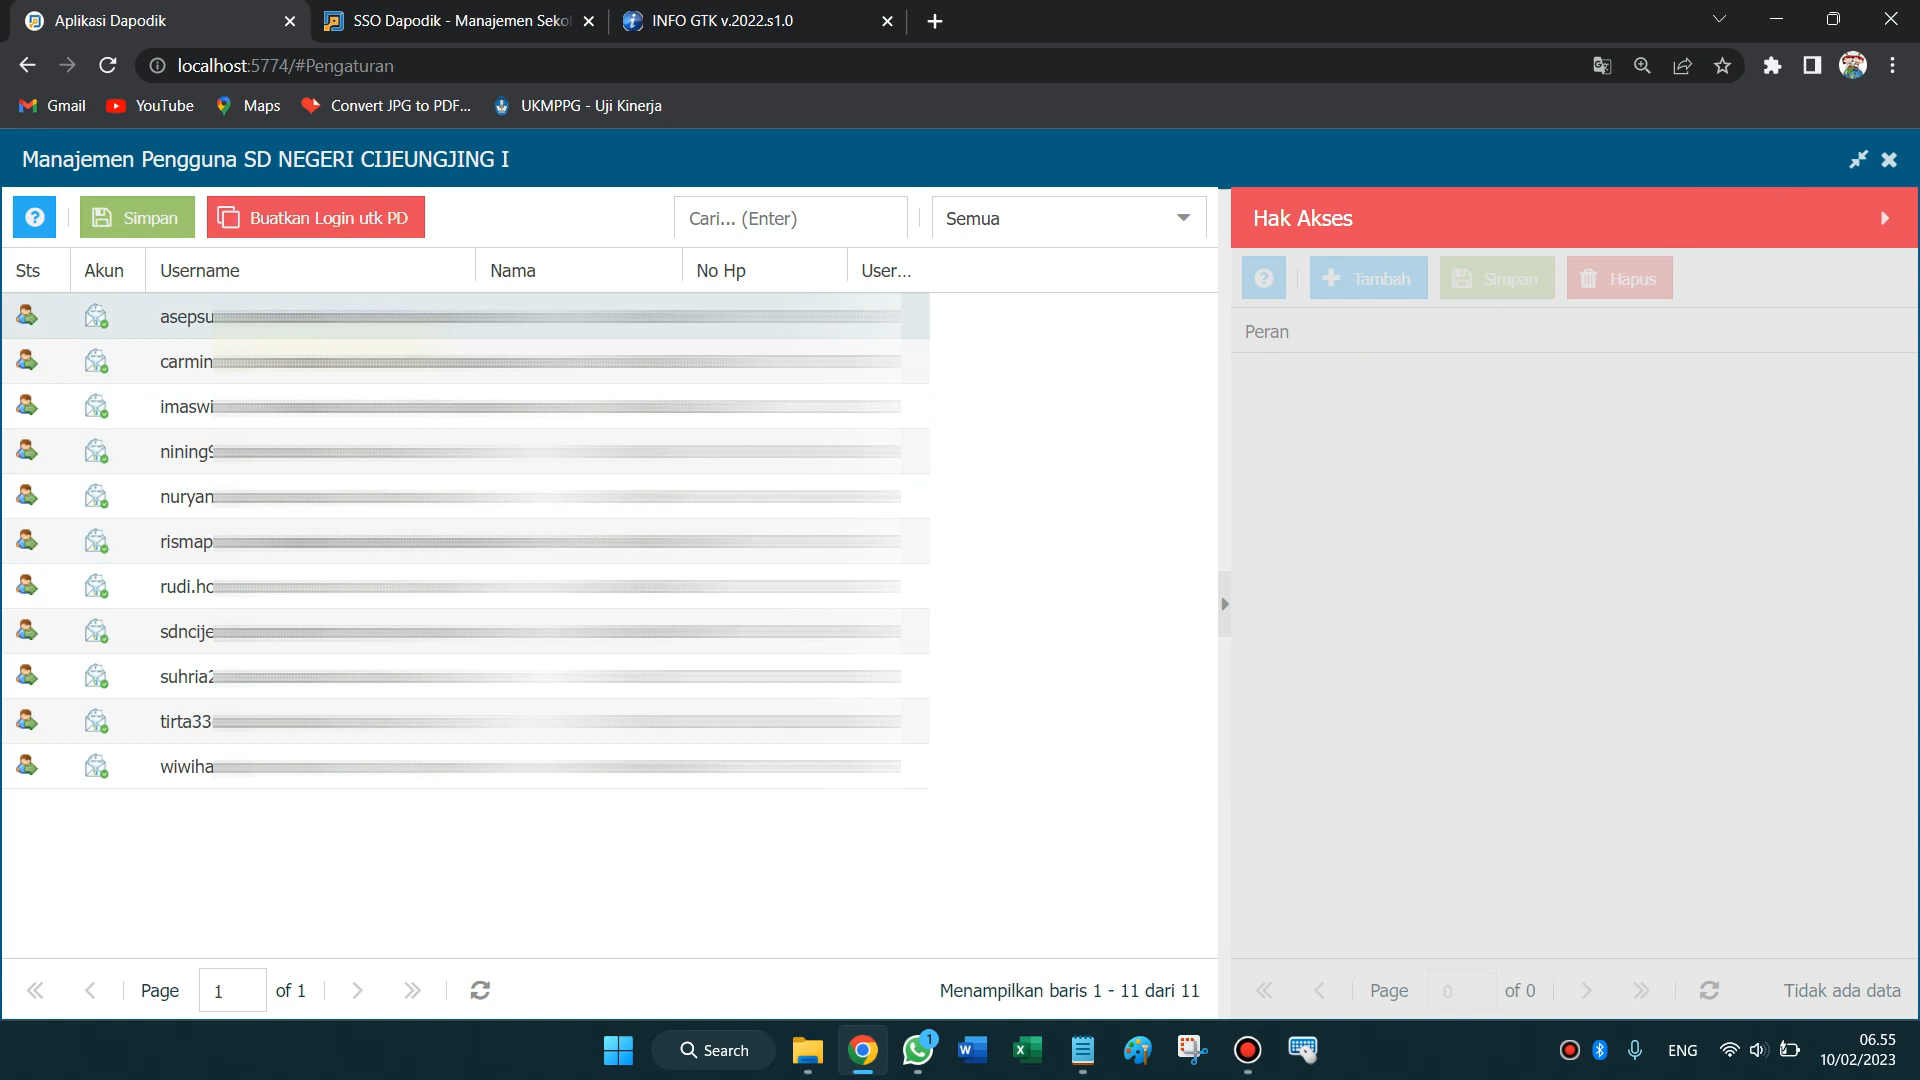 Aplikasi Dapodik
SSO Dapodik - Manajemen Sekol
INFO GTK v.2022.s1.0
localhost:5774/#Pengaturan
Gmail
YouTube
Maps
Convert JPG to PDF...
UKMPPG - Uji Kinerja
Manajemen Pengguna SD NEGERI CIJEUNGJING I
Simpan
Buatkan Login utk PD
Cari... (Enter)
Semua
Hak Akses
Sts Akun Username Nama No Hp User...
Tambah
Simpan
Hapus
Peran
asepsu
carmin
imaswi
nining9
nuryan
rismap
rudi.ho
sdncije
suhria2
tirta33
wiwiha
Page 1 of 1
Menampilkan baris 1 - 11 dari 11
Page 0 of 0
Tidak ada data
Search
1
ENG
06.55
10/02/2023